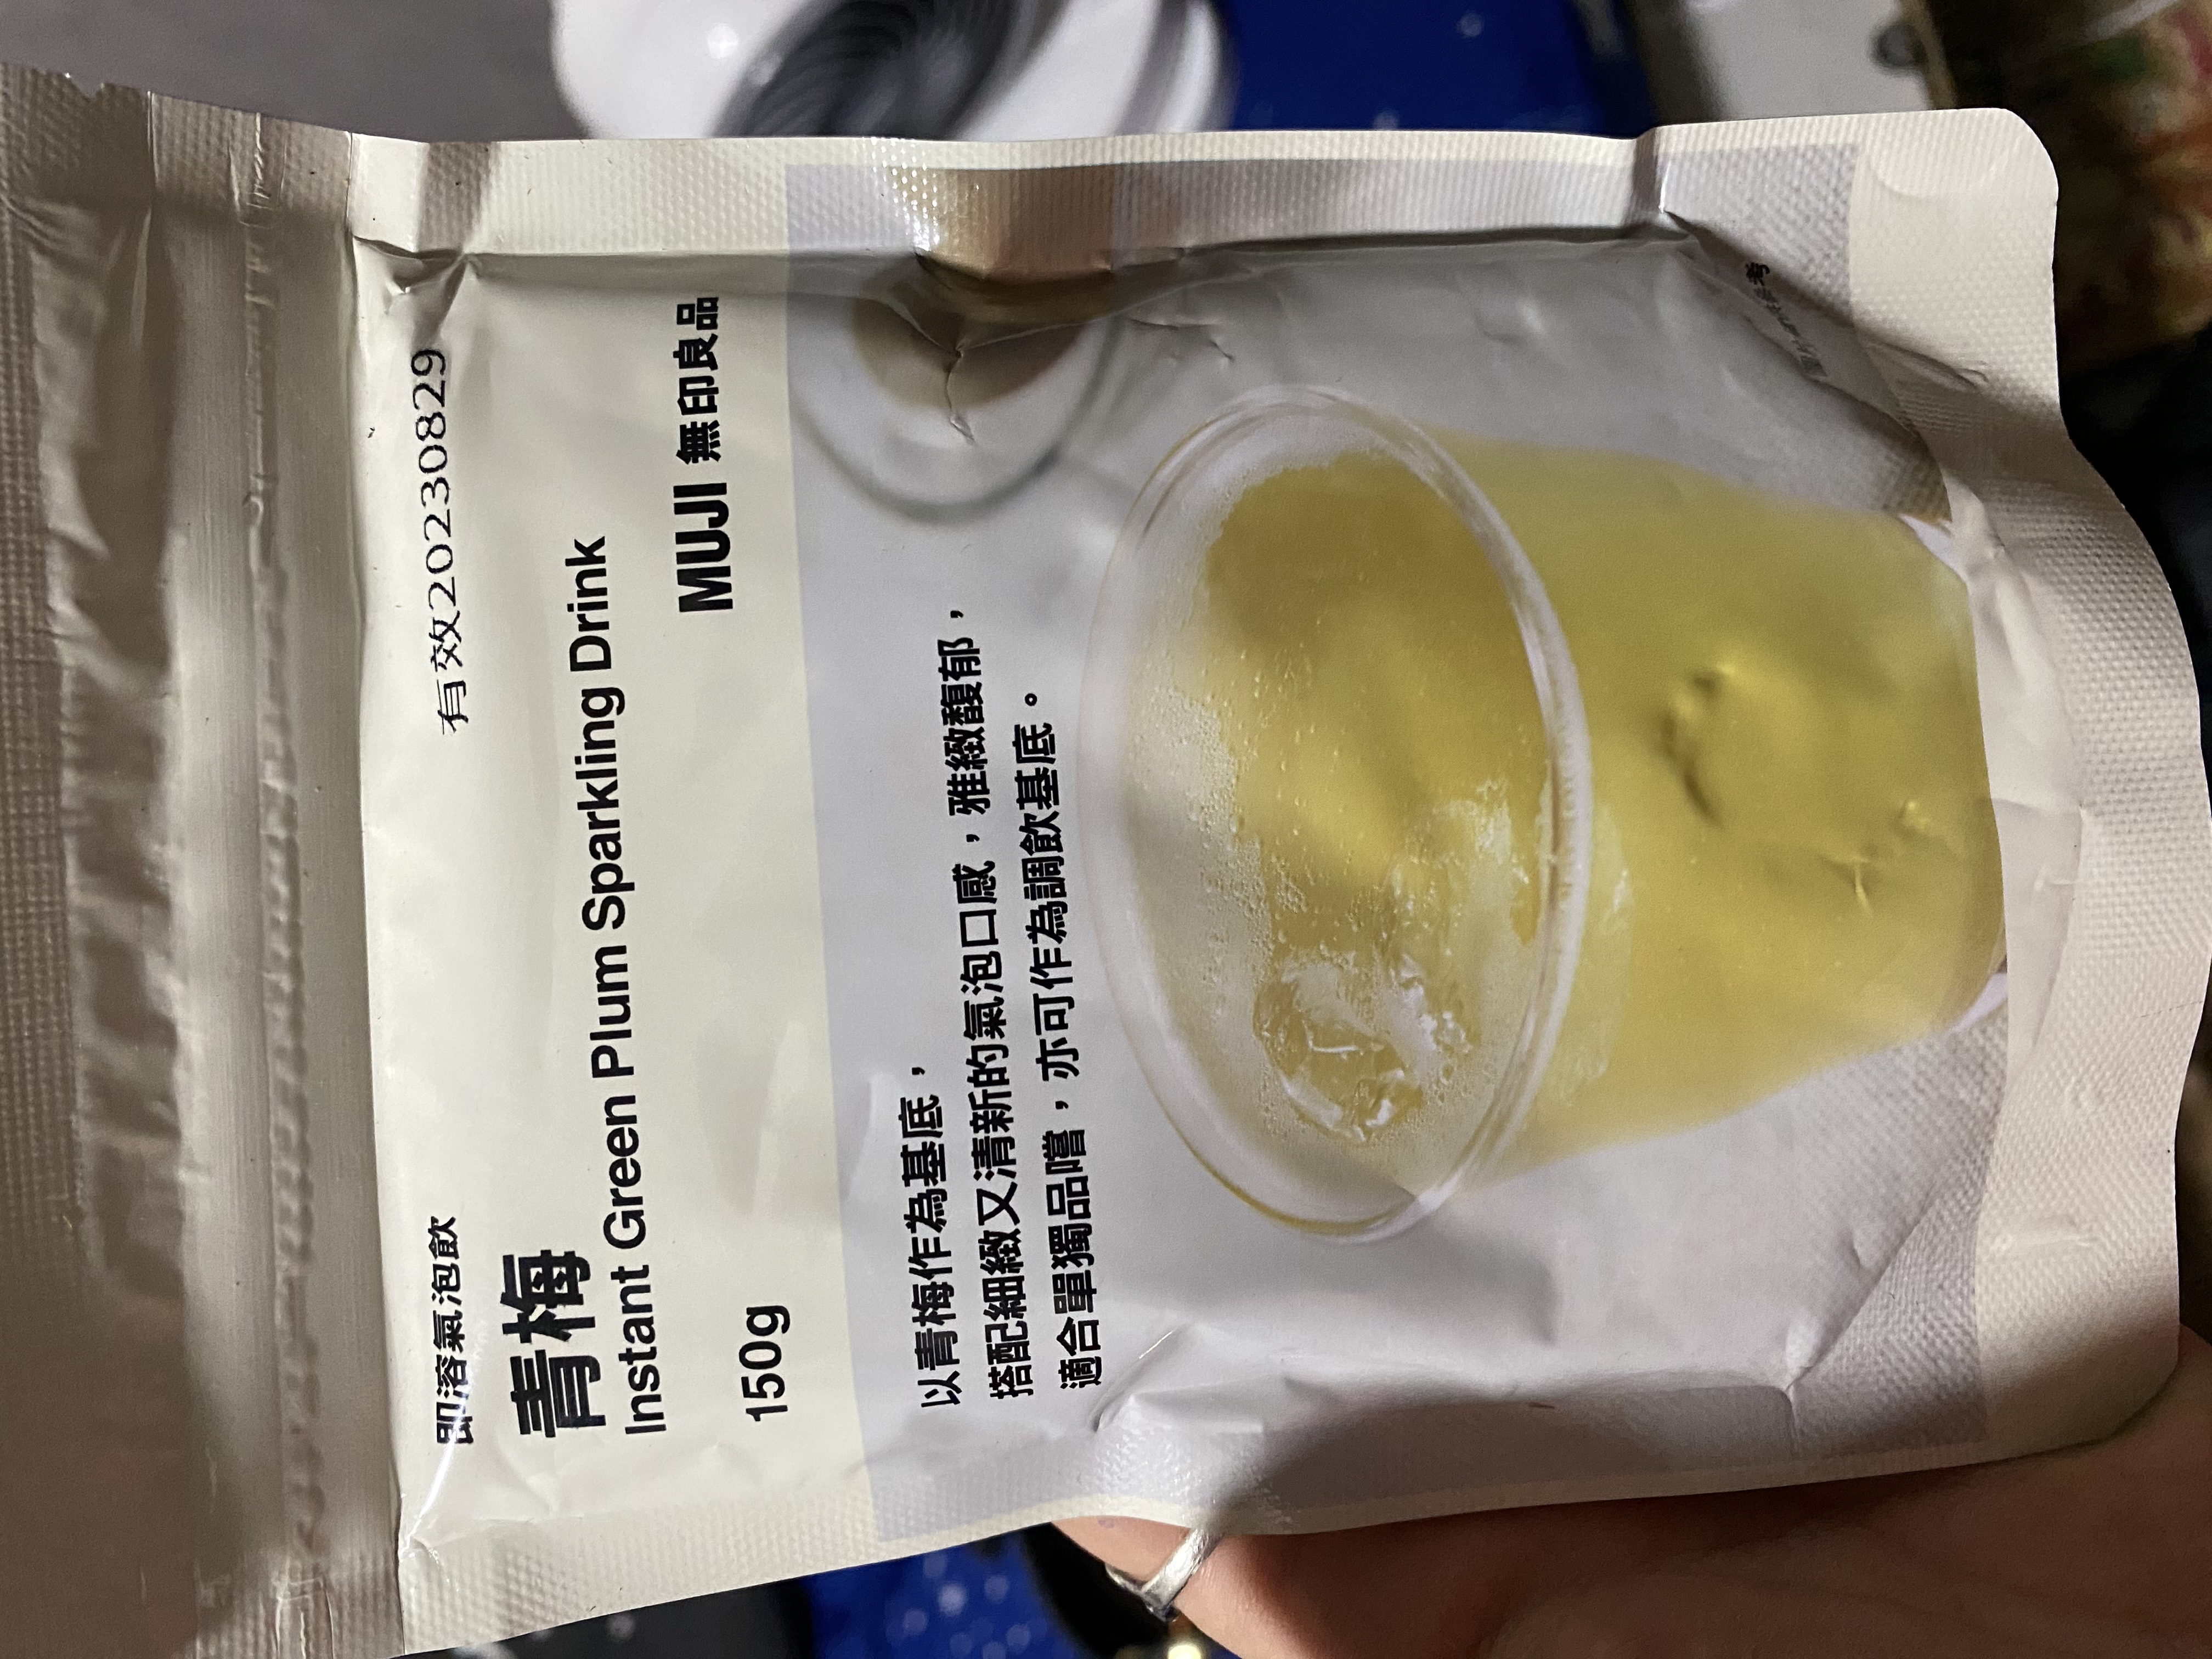 有效20230829
即溶氣泡飲
青梅
Instant Green Plum Sparkling Drink
MUJI 無印良品
150g
以青梅作為基底，
搭配細緻又清新的氣泡口感，雅緻馥郁，
適合單獨品嚐，亦可作為調飲基底。